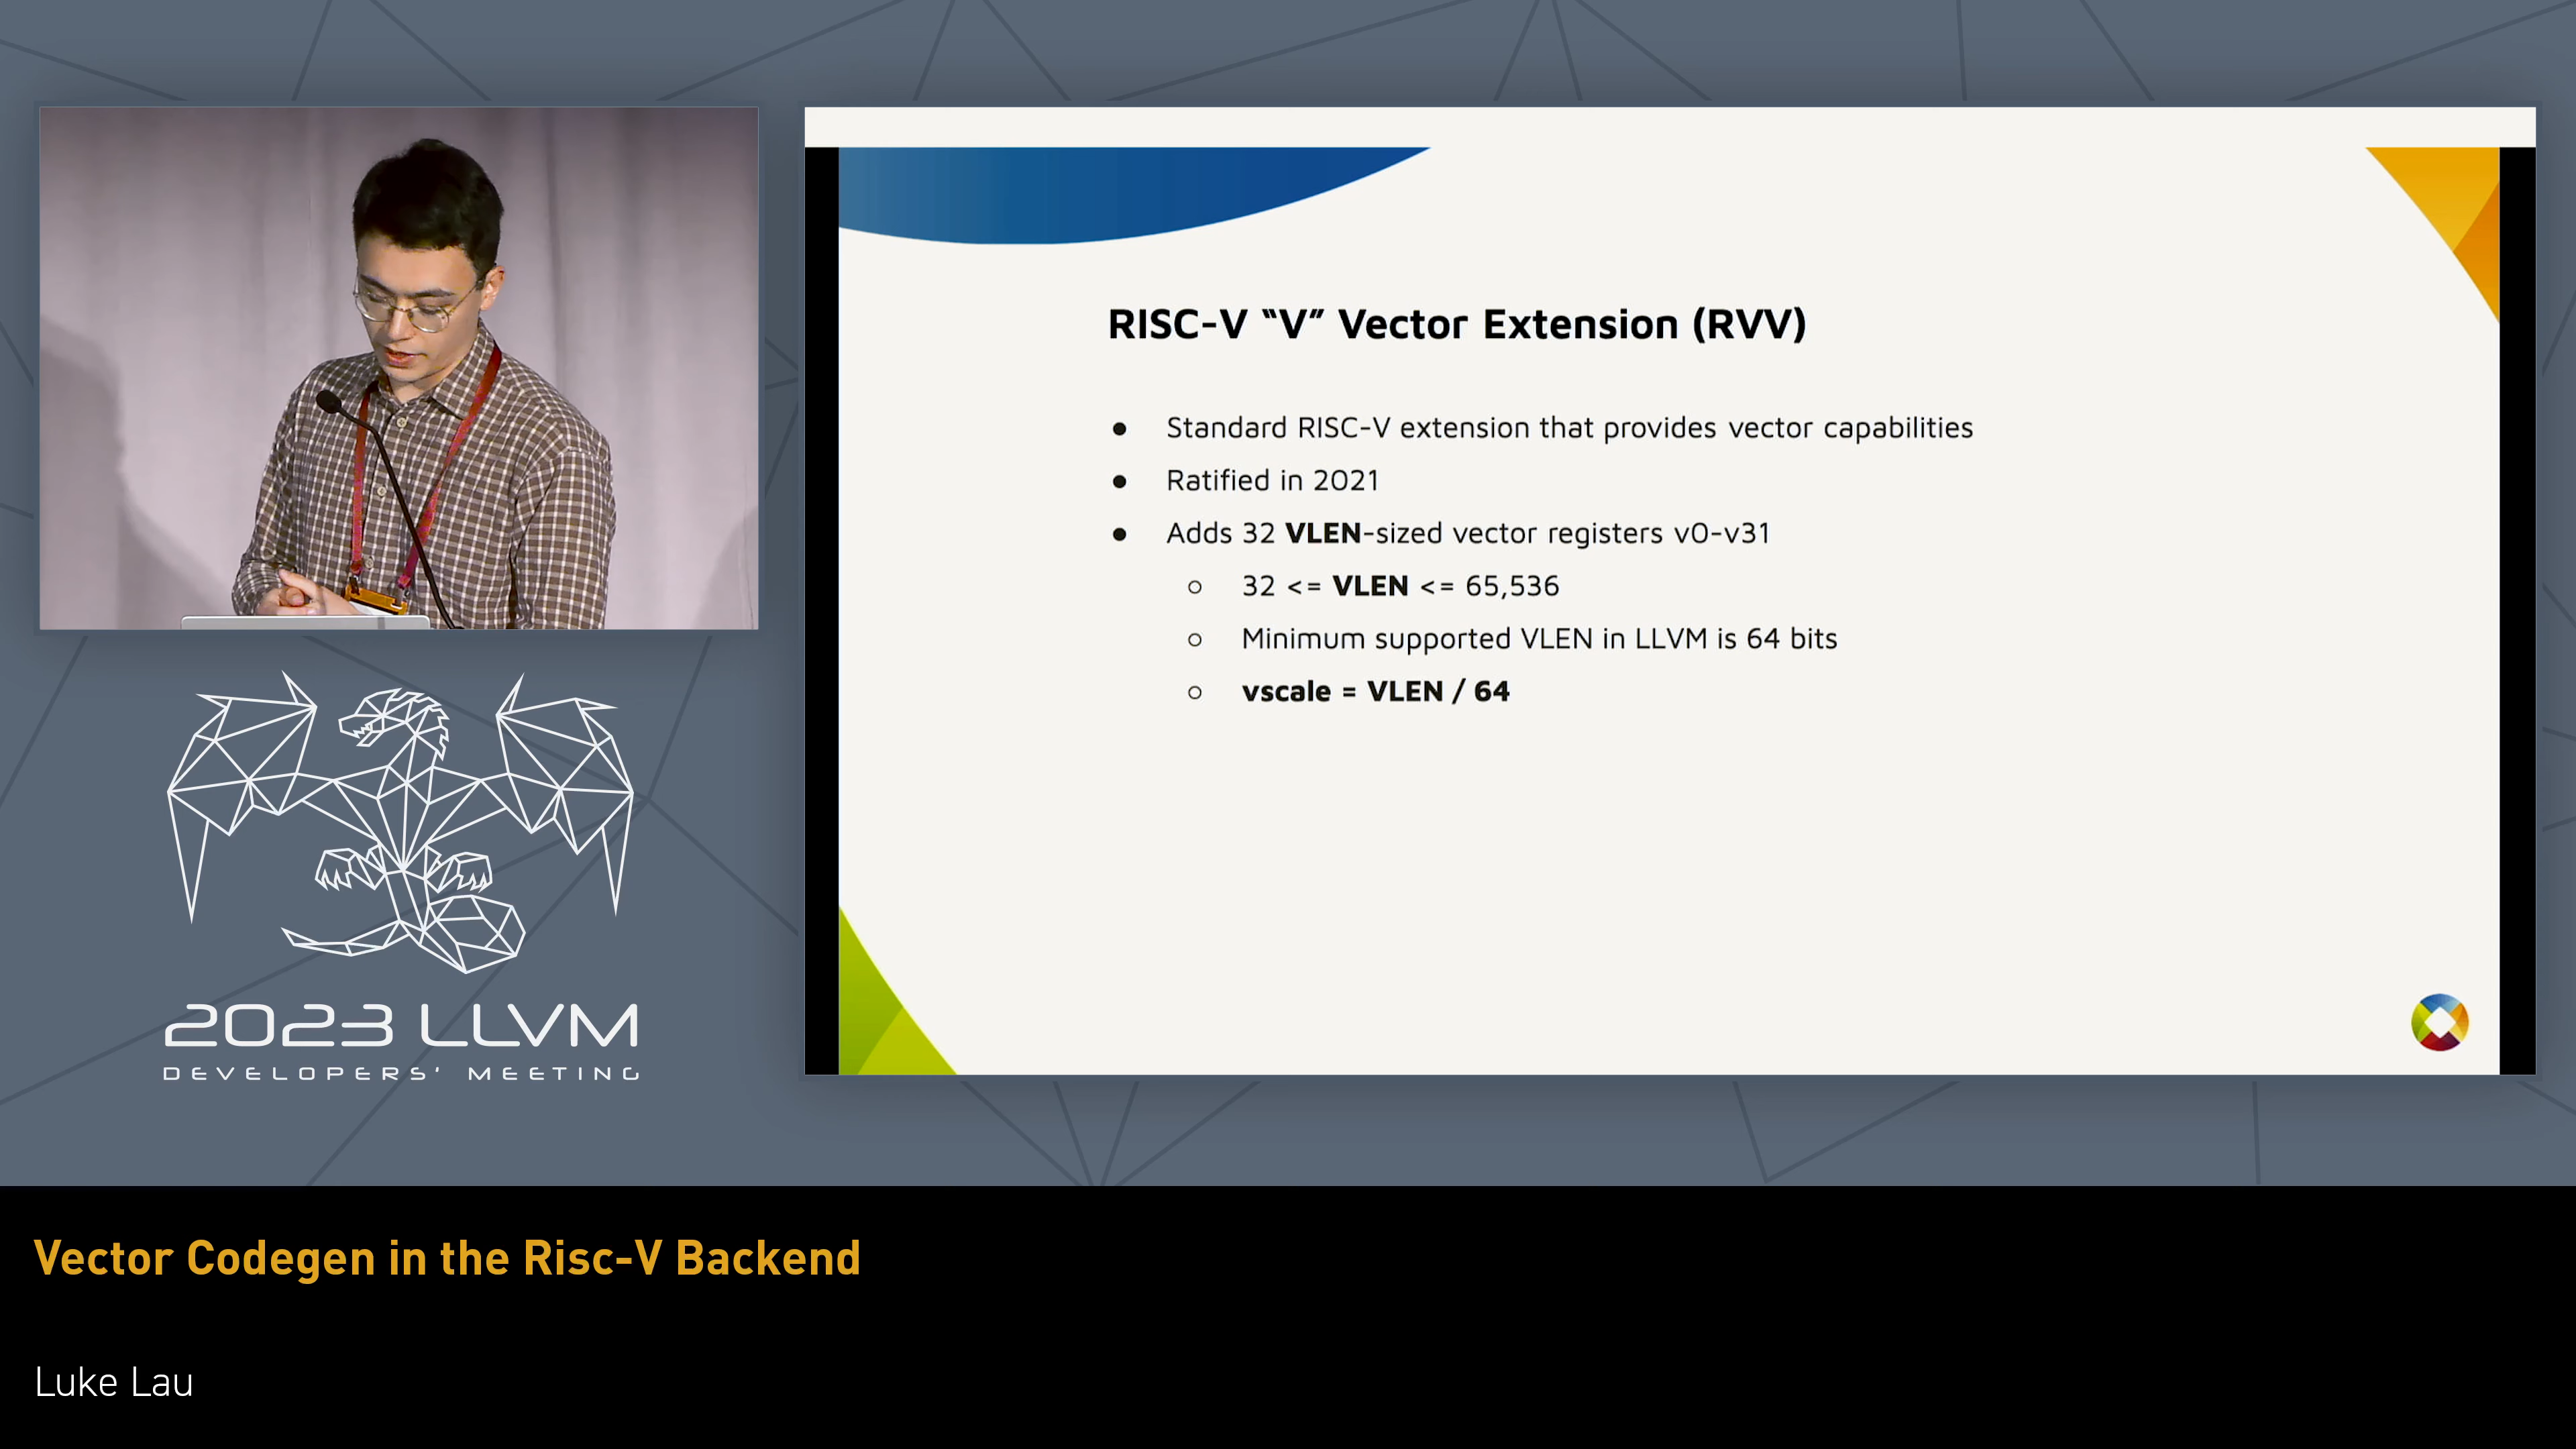 RISC-V “V” Vector Extension (RVV)
● Standard RISC-V extension that provides vector capabilities
● Ratified in 2021
● Adds 32 VLEN-sized vector registers v0-v31
○ 32 <= VLEN <= 65,536
○ Minimum supported VLEN in LLVM is 64 bits
○ vscale = VLEN / 64
2023 LLVM
DEVELOPERS' MEETING
Vector Codegen in the Risc-V Backend
Luke Lau